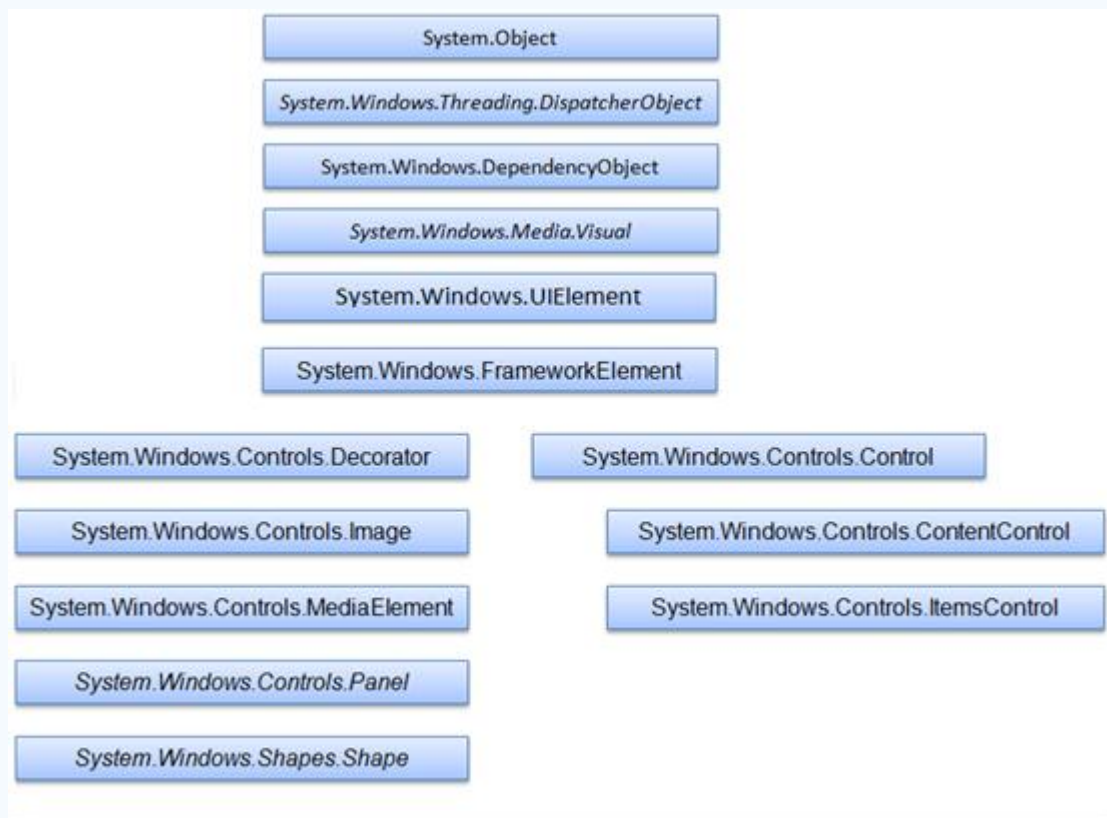 System.Object
System.Windows.Threading.DispatcherObject
System.Windows.DependencyObject
System.Windows.Media.Visual
System.Windows.UIElement
System.Windows.FrameworkElement
System.Windows.Controls.Decorator
System.Windows.Controls.Control
System.Windows.Controls.Image
System.Windows.Controls.ContentControl
System.Windows.Controls.MediaElement
System.Windows.Controls.ItemsControl
System.Windows.Controls.Panel
System.Windows.Shapes.Shape